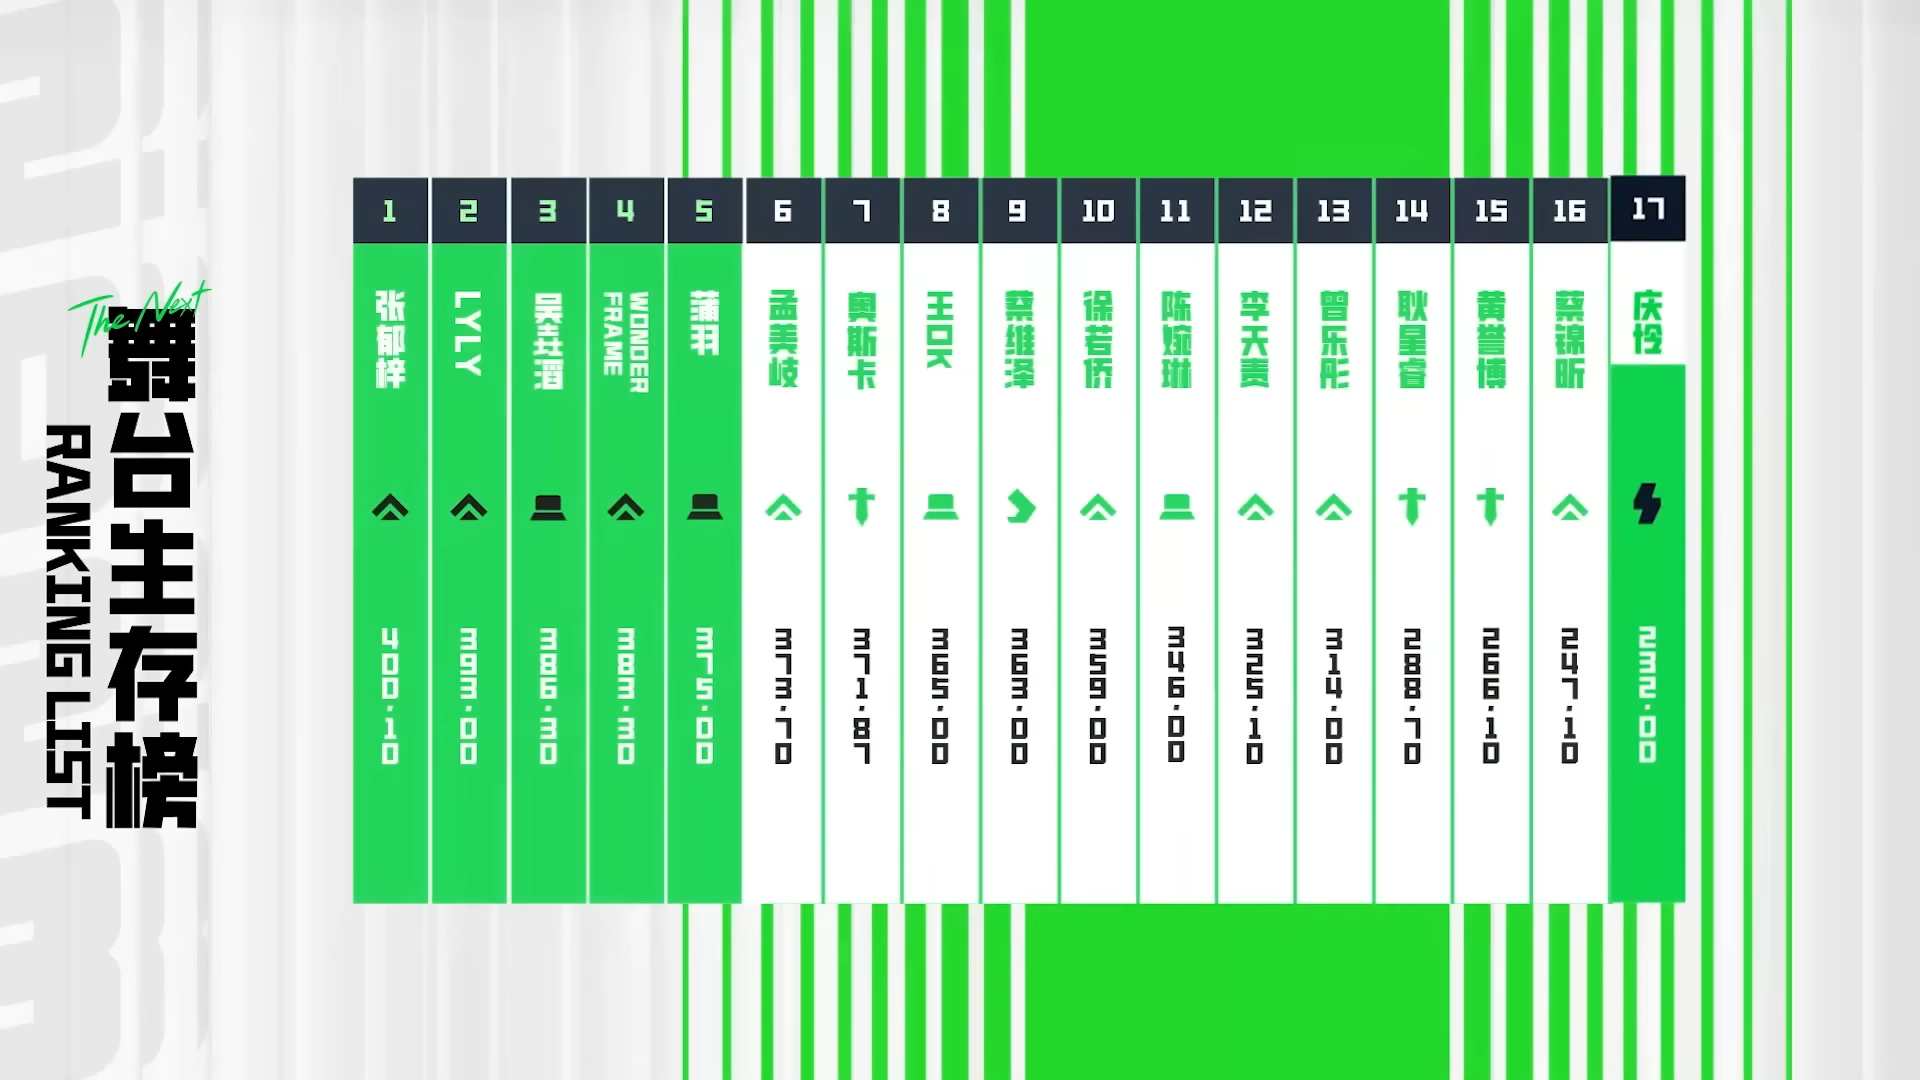 The Next
舞台生存榜
RANKING LIST
1 张郁梓 400.10
2 LYLY 393.00
3 吴垚滔 386.30
4 WONDER FRAME 383.30
5 蒲羽 375.00
6 孟美岐 373.70
7 奥斯卡 371.87
8 王OK 365.00
9 蔡维泽 363.00
10 徐若侨 359.00
11 陈婉琳 346.00
12 李天责 325.10
13 曾乐彤 314.00
14 耿星睿 288.70
15 黄誉博 266.10
16 蔡锦昕 247.10
17 庆怜 232.00